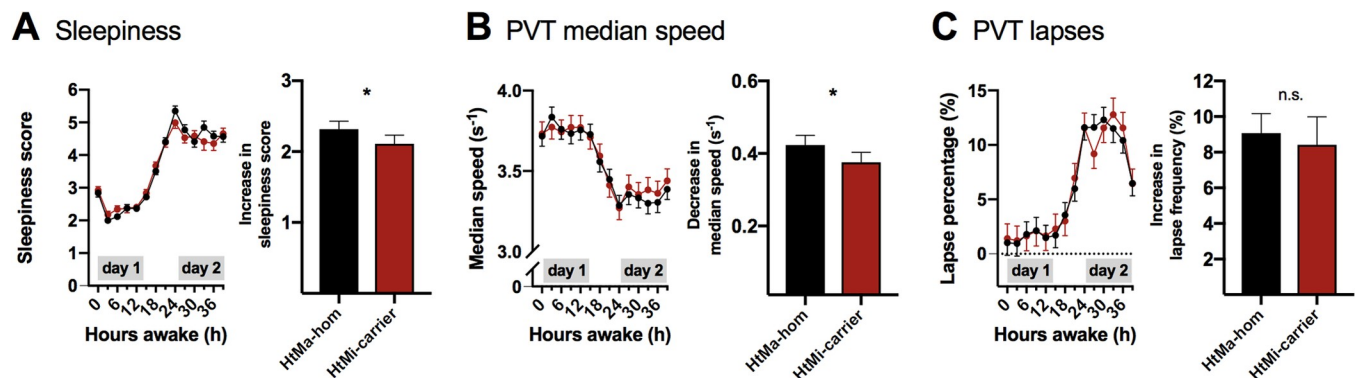 A Sleepiness
Sleepiness score
6
5
4
3
2
1
0
day 1
day 2
0
6
12
18
24
30
36
Hours awake (h)
Increase in
sleepiness score
3
2
1
*
HtMa-hom
HtMi-carrier
B PVT median speed
Median speed (s⁻¹)
4.0
3.5
3.0
0
day 1
day 2
0
6
12
18
24
30
36
Hours awake (h)
Decrease in
median speed (s⁻¹)
0.6
0.4
0.2
*
HtMa-hom
HtMi-carrier
C PVT lapses
Lapse percentage (%)
15
10
5
0
day 1
day 2
0
6
12
18
24
30
36
Hours awake (h)
Increase in
lapse frequency (%)
12
10
8
6
4
2
n.s.
HtMa-hom
HtMi-carrier